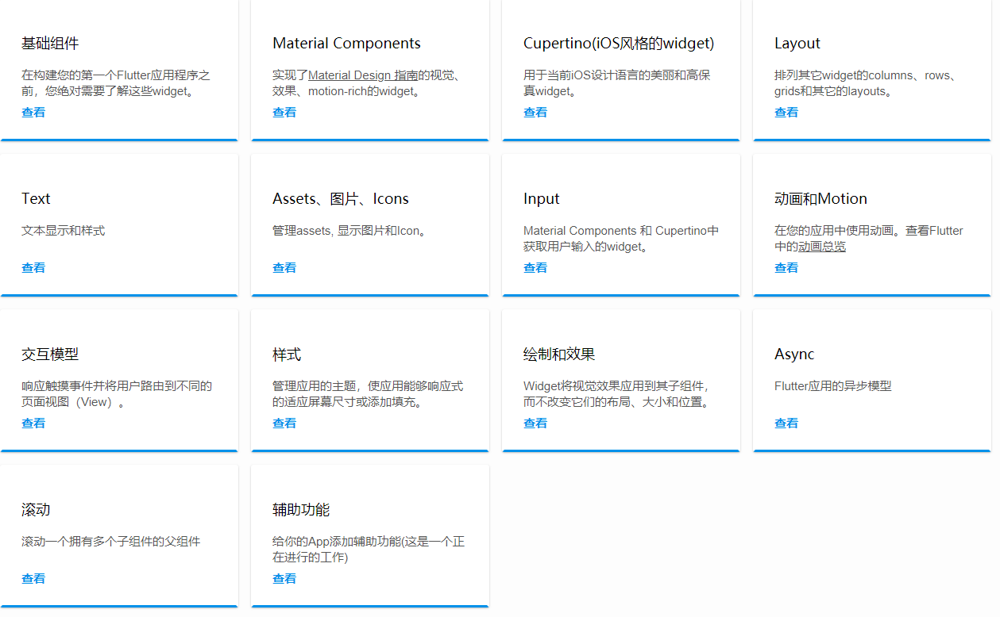 基础组件
在构建您的第一个Flutter应用程序之
前，您绝对需要了解这些widget。
查看
Material Components
实现了Material Design 指南的视觉、
效果、motion-rich的widget。
查看
Cupertino(iOS风格的widget)
用于当前iOS设计语言的美丽和高保
真widget。
查看
Layout
排列其它widget的columns、rows、
grids和其它的layouts。
查看
Text
文本显示和样式
查看
Assets、图片、Icons
管理assets, 显示图片和Icon。
查看
Input
Material Components 和 Cupertino中
获取用户输入的widget。
查看
动画和Motion
在您的应用中使用动画。查看Flutter
中的动画总览
查看
交互模型
响应触摸事件并将用户路由到不同的
页面视图（View）。
查看
样式
管理应用的主题，使应用能够响应式
的适应屏幕尺寸或添加填充。
查看
绘制和效果
Widget将视觉效果应用到其子组件，
而不改变它们的布局、大小和位置。
查看
Async
Flutter应用的异步模型
查看
滚动
滚动一个拥有多个子组件的父组件
查看
辅助功能
给你的App添加辅助功能(这是一个正
在进行的工作)
查看